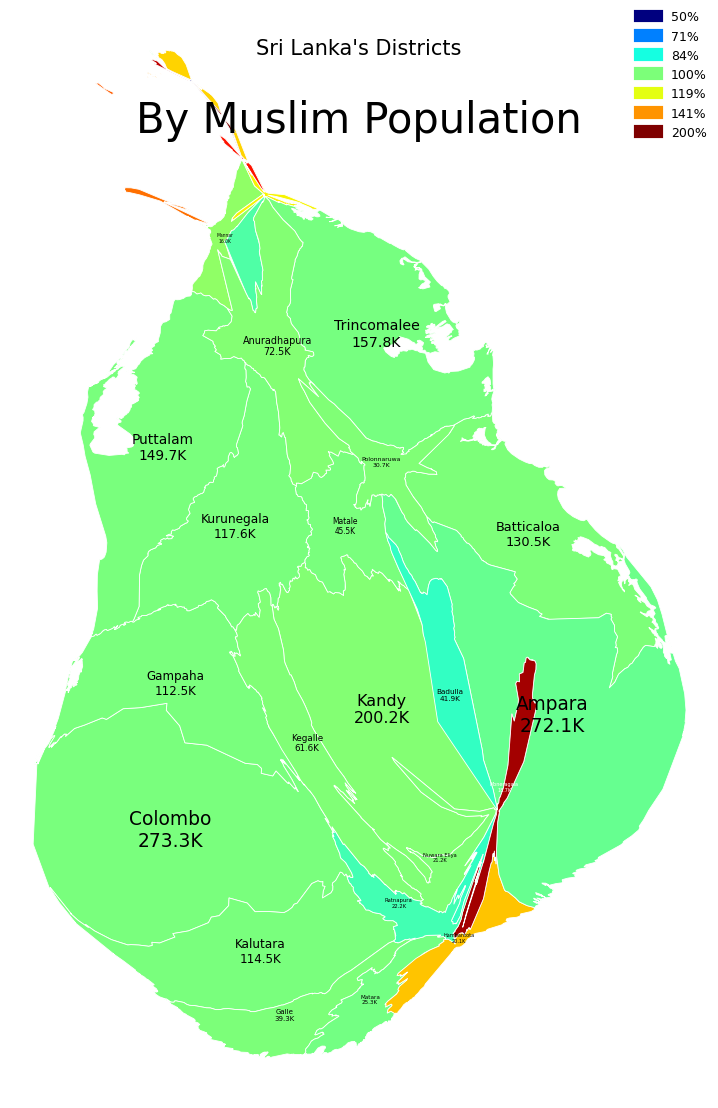 Sri Lanka's Districts
By Muslim Population
50%
71%
84%
100%
119%
141%
200%
Mannar
16.0K
Trincomalee
157.8K
Anuradhapura
72.5K
Puttalam
149.7K
Polonnaruwa
30.7K
Kurunegala
117.6K
Matale
45.5K
Batticaloa
130.5K
Gampaha
112.5K
Kandy
200.2K
Badulla
41.9K
Ampara
272.1K
Kegalle
61.6K
Colombo
273.3K
Nuwara Eliya
21.2K
Ratnapura
22.2K
Hambantota
20.1K
Kalutara
114.5K
Matara
25.3K
Galle
39.3K